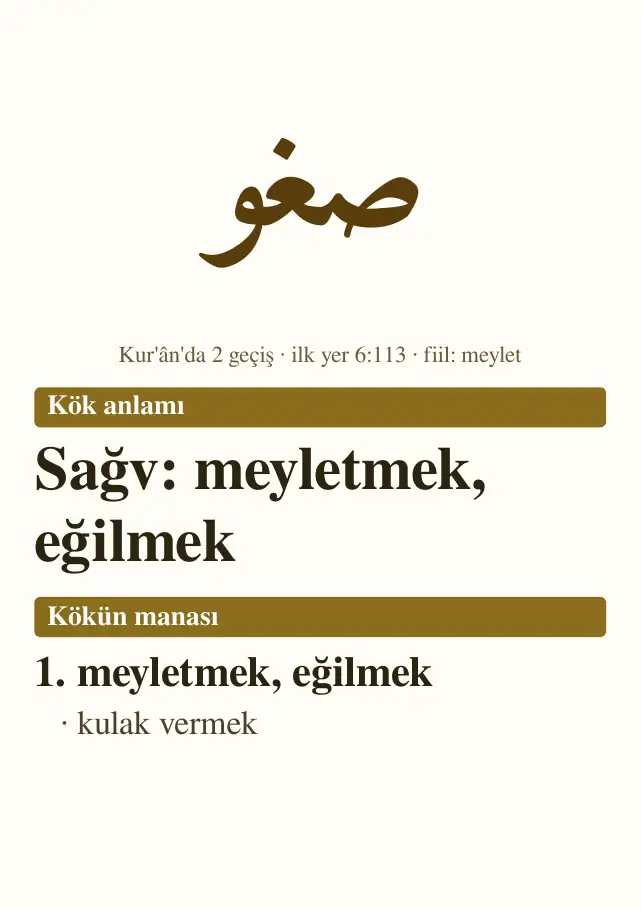 صغو
Kur'ân'da 2 geçiş · ilk yer 6:113 · fiil: meylet
Kök anlamı
Sağv: meyletmek,
eğilmek
Kökün manası
1. meyletmek, eğilmek
· kulak vermek